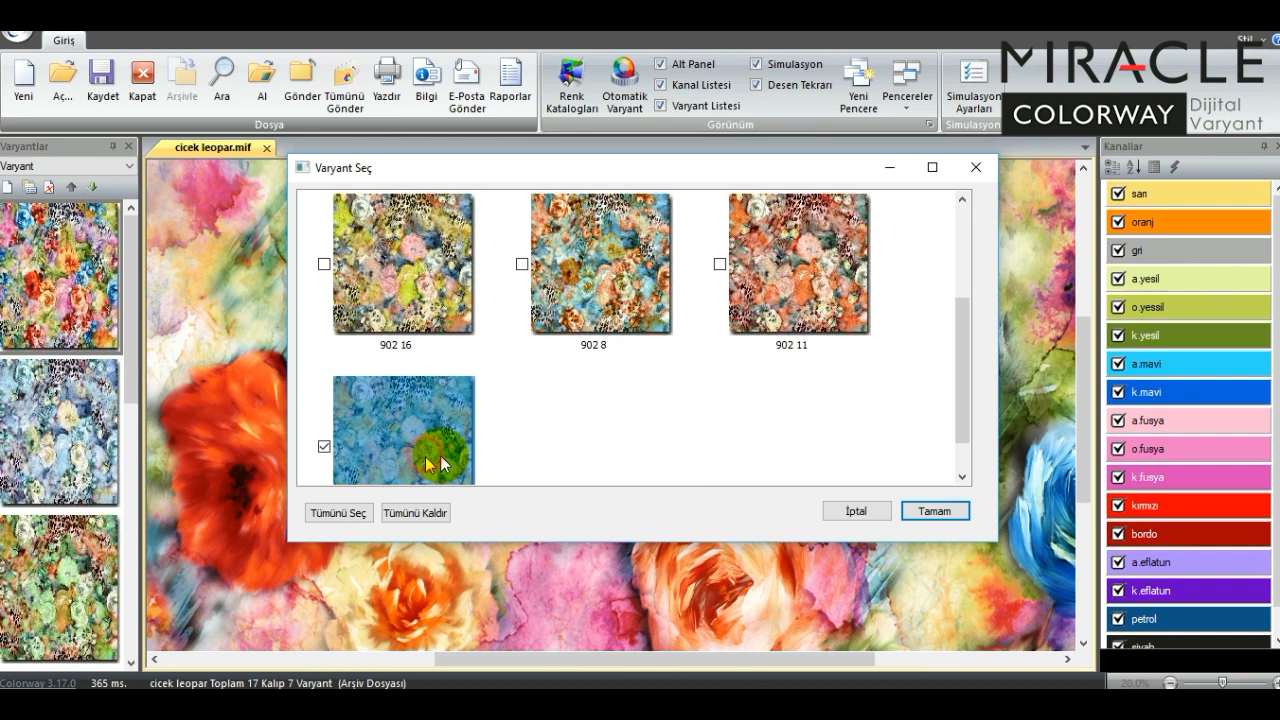 Giriş
Stil
MIRACLE
COLORWAY
Dijital
Varyant
Yeni
Aç...
Kaydet
Kapat
Arşivle
Ara
Al
Gönder
Tümünü
Gönder
Yazdır
Bilgi
E-Posta
Gönder
Raporlar
Dosya
Renk
Katalogları
Otomatik
Varyant
Alt Panel
Kanal Listesi
Varyant Listesi
Simulasyon
Desen Tekrarı
Yeni
Pencere
Pencereler
Görünüm
Simulasyon
Ayarları
Simulasyon
Varyantlar
Varyant
cicek leopar.mif
Varyant Seç
902 16
902 8
902 11
Tümünü Seç
Tümünü Kaldır
İptal
Tamam
Kanallar
sarı
oranj
gri
a.yesil
o.yessil
k.yesil
a.mavi
k.mavi
a.fusya
o.fusya
k.fusya
kırmızı
bordo
a.eflatun
k.eflatun
petrol
siyah
Colorway 3.17.0
365 ms.
cicek leopar Toplam 17 Kalıp 7 Varyant (Arşiv Dosyası)
20.0%